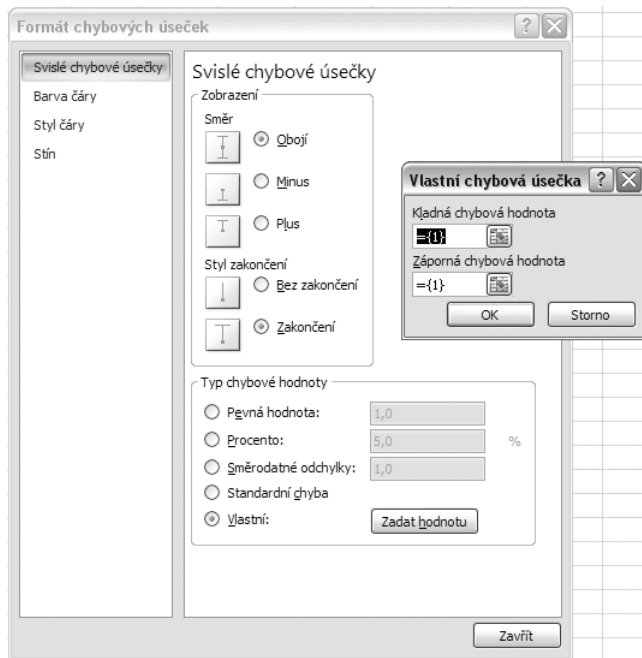 Formát chybových úseček
Svislé chybové úsečky
Barva čáry
Styl čáry
Stín
Svislé chybové úsečky
Zobrazení
Směr
Obojí
Minus
Plus
Styl zakončení
Bez zakončení
Zakončení
Typ chybové hodnoty
Pevná hodnota: 1,0
Procento: 5,0 %
Směrodatné odchylky: 1,0
Standardní chyba
Vlastní: Zadat hodnotu
Zavřít
Vlastní chybová úsečka
Kladná chybová hodnota
={1}
Záporná chybová hodnota
={1}
OK Storno